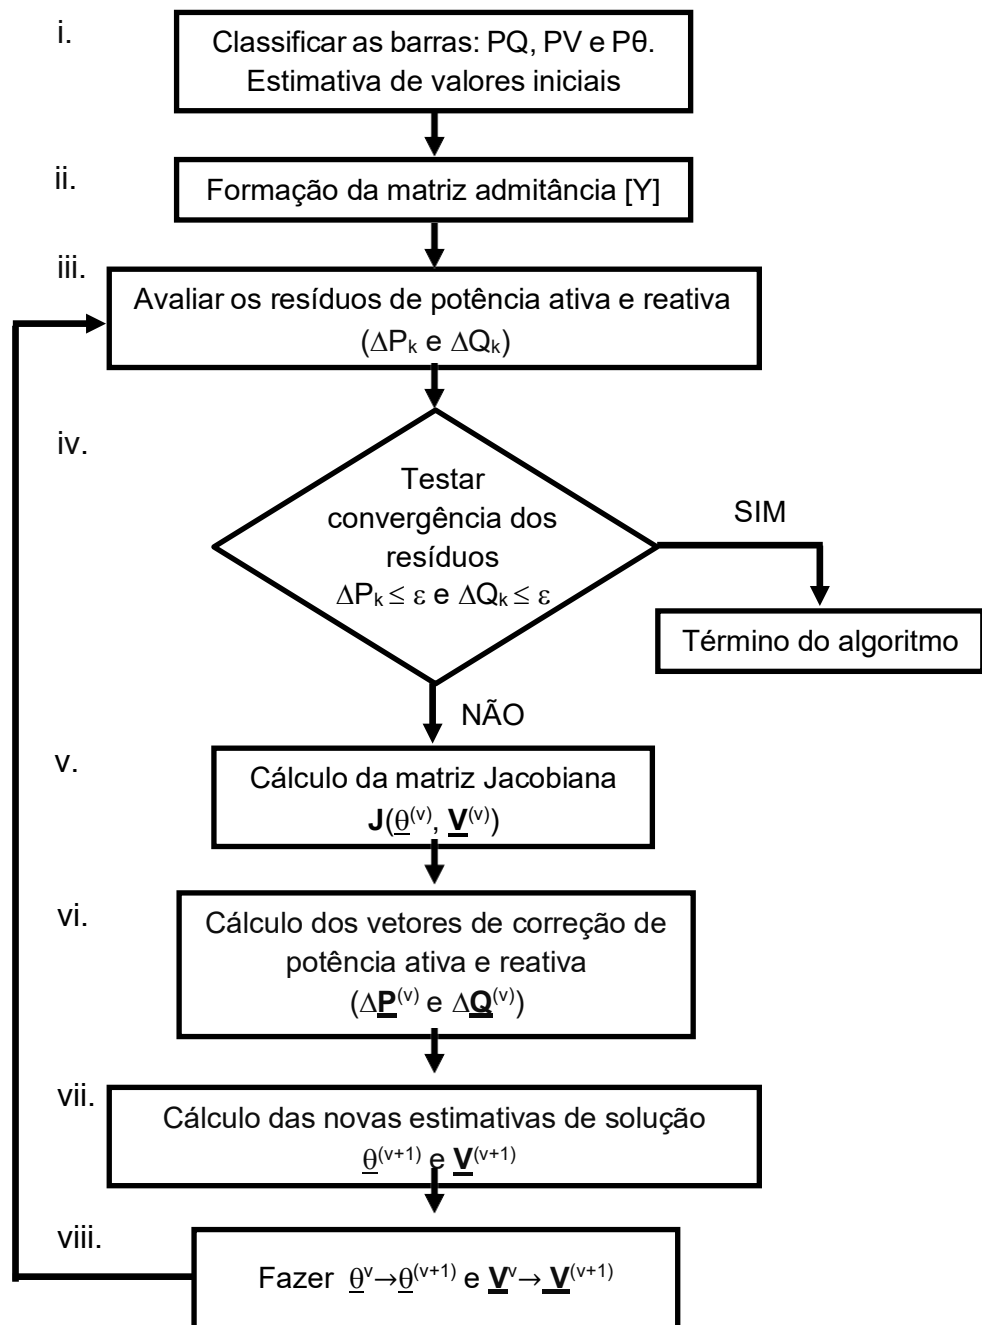 i.
Classificar as barras: PQ, PV e Pθ.
Estimativa de valores iniciais
ii.
Formação da matriz admitância [Y]
iii.
Avaliar os resíduos de potência ativa e reativa
(ΔPₖ e ΔQₖ)
iv.
Testar
convergência dos
resíduos
ΔPₖ ≤ ε e ΔQₖ ≤ ε
SIM
Término do algoritmo
NÃO
v.
Cálculo da matriz Jacobiana
J(θ⁽ᵛ⁾, V⁽ᵛ⁾)
vi.
Cálculo dos vetores de correção de
potência ativa e reativa
(ΔP⁽ᵛ⁾ e ΔQ⁽ᵛ⁾)
vii.
Cálculo das novas estimativas de solução
θ⁽ᵛ⁺¹⁾ e V⁽ᵛ⁺¹⁾
viii.
Fazer θᵛ→θ⁽ᵛ⁺¹⁾ e Vᵛ→ V⁽ᵛ⁺¹⁾